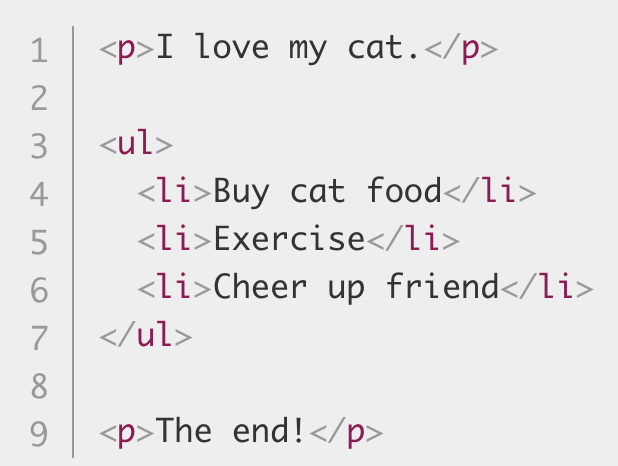 1 <p>I love my cat.</p>
2
3 <ul>
4   <li>Buy cat food</li>
5   <li>Exercise</li>
6   <li>Cheer up friend</li>
7 </ul>
8
9 <p>The end!</p>